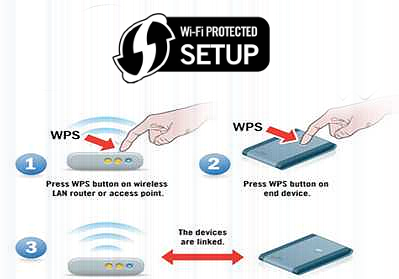 Wi-Fi PROTECTED
SETUP
WPS
WPS
1
2
Press WPS button on wireless
LAN router or access point.
Press WPS button on
end device.
3
The devices
are linked.